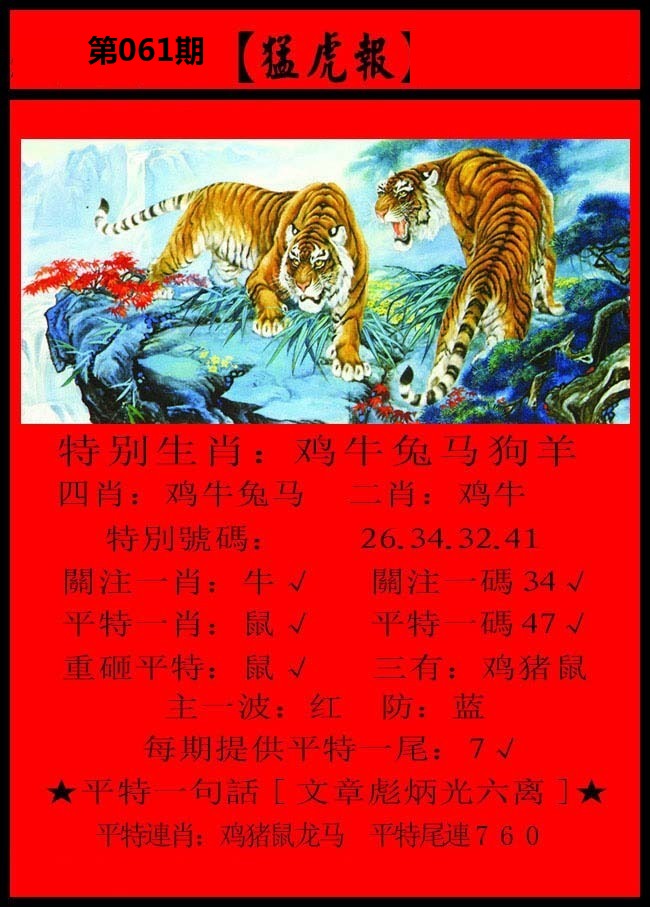 第061期【猛虎報】
特别生肖：鸡牛兔马狗羊
四肖：鸡牛兔马 二肖：鸡牛
特別號碼： 26.34.32.41
關注一肖：牛√ 關注一碼34√
平特一肖：鼠√ 平特一碼47√
重砸平特：鼠√ 三有：鸡猪鼠
主一波：红 防：蓝
每期提供平特一尾：7√
★平特一句話［文章彪炳光六离］★
平特連肖：鸡猪鼠龙马 平特尾連760